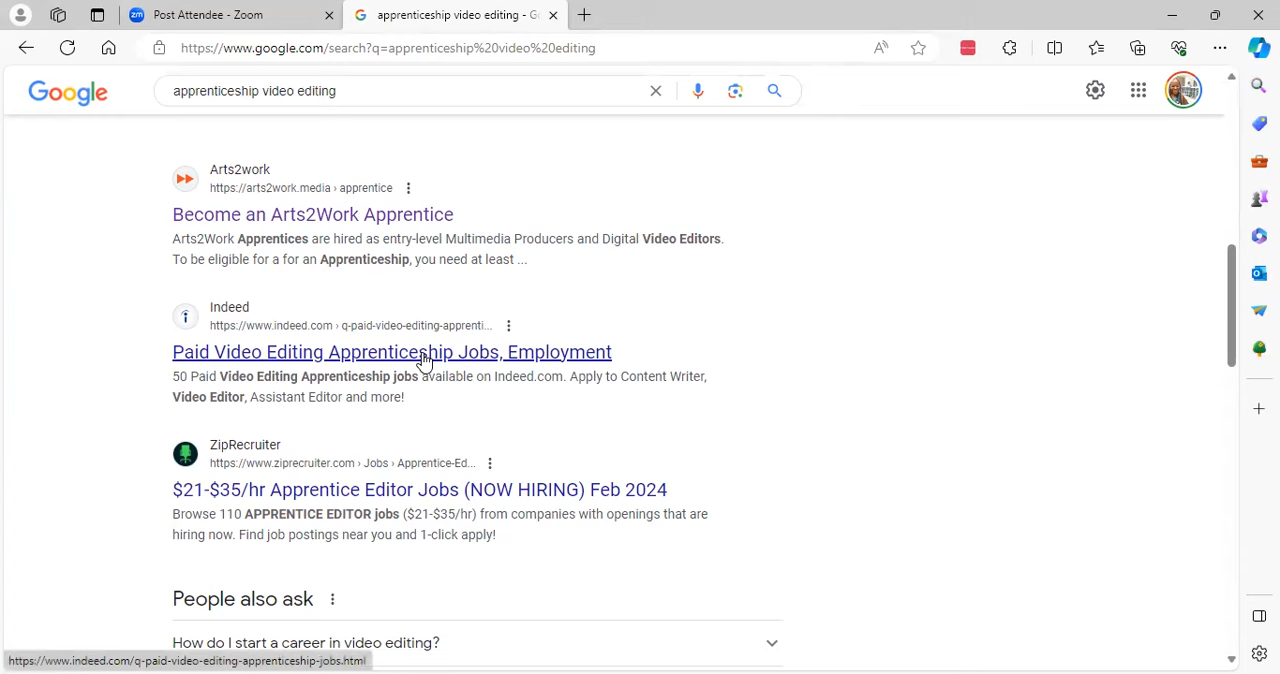 Post Attendee - Zoom
apprenticeship video editing - Go
https://www.google.com/search?q=apprenticeship%20video%20editing
Google
apprenticeship video editing
Arts2work
https://arts2work.media › apprentice
Become an Arts2Work Apprentice
Arts2Work Apprentices are hired as entry-level Multimedia Producers and Digital Video Editors.
To be eligible for a for an Apprenticeship, you need at least ...
Indeed
https://www.indeed.com › q-paid-video-editing-apprenti...
Paid Video Editing Apprenticeship Jobs, Employment
50 Paid Video Editing Apprenticeship jobs available on Indeed.com. Apply to Content Writer,
Video Editor, Assistant Editor and more!
ZipRecruiter
https://www.ziprecruiter.com › Jobs › Apprentice-Ed...
$21-$35/hr Apprentice Editor Jobs (NOW HIRING) Feb 2024
Browse 110 APPRENTICE EDITOR jobs ($21-$35/hr) from companies with openings that are
hiring now. Find job postings near you and 1-click apply!
People also ask
How do I start a career in video editing?
https://www.indeed.com/q-paid-video-editing-apprenticeship-jobs.html